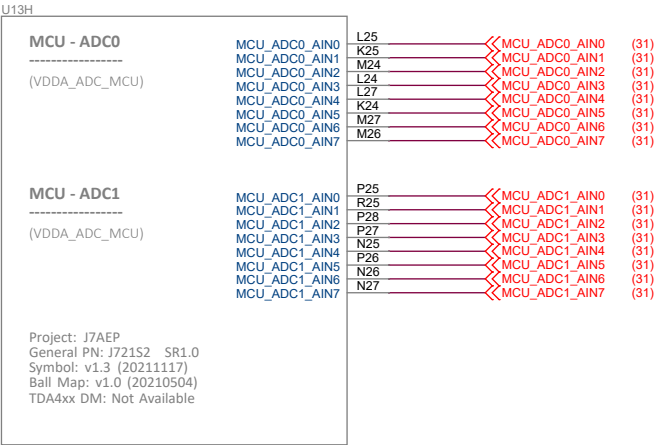 U13H
MCU - ADC0
-----------------
(VDDA_ADC_MCU)
MCU_ADC0_AIN0 L25 MCU_ADC0_AIN0 (31)
MCU_ADC0_AIN1 K25 MCU_ADC0_AIN1 (31)
MCU_ADC0_AIN2 M24 MCU_ADC0_AIN2 (31)
MCU_ADC0_AIN3 L24 MCU_ADC0_AIN3 (31)
MCU_ADC0_AIN4 L27 MCU_ADC0_AIN4 (31)
MCU_ADC0_AIN5 K24 MCU_ADC0_AIN5 (31)
MCU_ADC0_AIN6 M27 MCU_ADC0_AIN6 (31)
MCU_ADC0_AIN7 M26 MCU_ADC0_AIN7 (31)
MCU - ADC1
-----------------
(VDDA_ADC_MCU)
MCU_ADC1_AIN0 P25 MCU_ADC1_AIN0 (31)
MCU_ADC1_AIN1 R25 MCU_ADC1_AIN1 (31)
MCU_ADC1_AIN2 P28 MCU_ADC1_AIN2 (31)
MCU_ADC1_AIN3 P27 MCU_ADC1_AIN3 (31)
MCU_ADC1_AIN4 N25 MCU_ADC1_AIN4 (31)
MCU_ADC1_AIN5 P26 MCU_ADC1_AIN5 (31)
MCU_ADC1_AIN6 N26 MCU_ADC1_AIN6 (31)
MCU_ADC1_AIN7 N27 MCU_ADC1_AIN7 (31)
Project: J7AEP
General PN: J721S2 SR1.0
Symbol: v1.3 (20211117)
Ball Map: v1.0 (20210504)
TDA4xx DM: Not Available